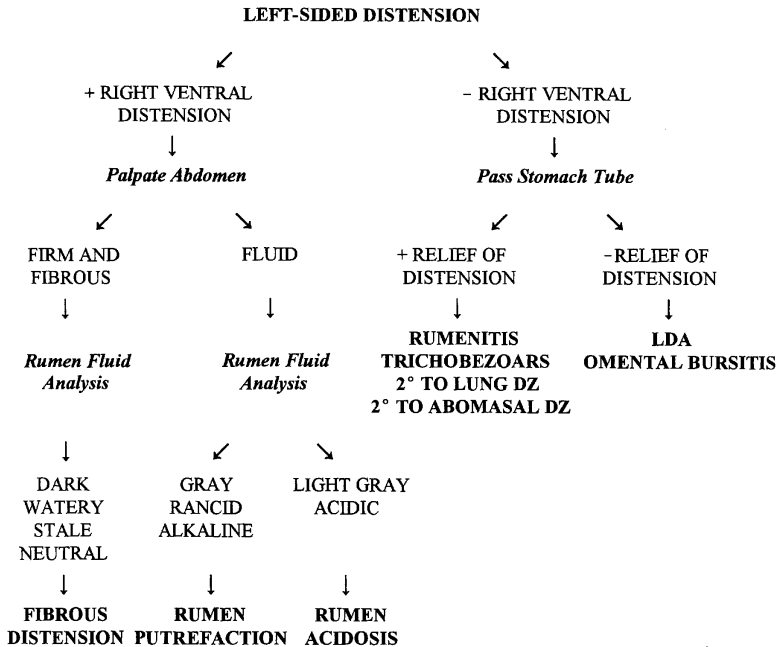 LEFT-SIDED DISTENSION
+ RIGHT VENTRAL
DISTENSION
- RIGHT VENTRAL
DISTENSION
Palpate Abdomen
Pass Stomach Tube
FIRM AND
FIBROUS
FLUID
+ RELIEF OF
DISTENSION
-RELIEF OF
DISTENSION
Rumen Fluid
Analysis
Rumen Fluid
Analysis
RUMENITIS
TRICHOBEZOARS
2° TO LUNG DZ
2° TO ABOMASAL DZ
LDA
OMENTAL BURSITIS
DARK
WATERY
STALE
NEUTRAL
GRAY
RANCID
ALKALINE
LIGHT GRAY
ACIDIC
FIBROUS
DISTENSION
RUMEN
PUTREFACTION
RUMEN
ACIDOSIS